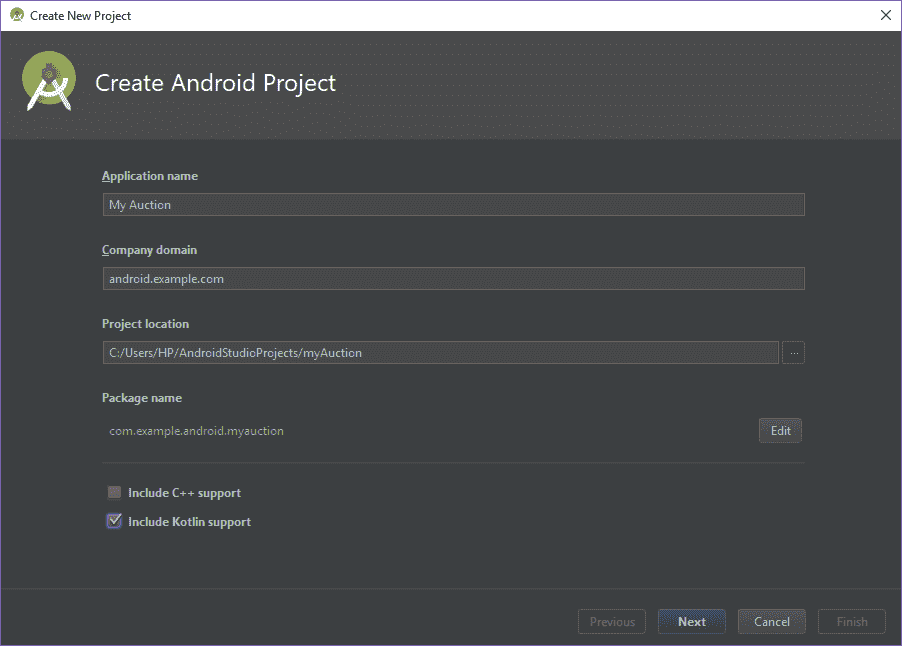 Create New Project
Create Android Project
Application name
My Auction
Company domain
android.example.com
Project location
C:/Users/HP/AndroidStudioProjects/myAuction
...
Package name
com.example.android.myauction
Edit
Include C++ support
Include Kotlin support
Previous
Next
Cancel
Finish